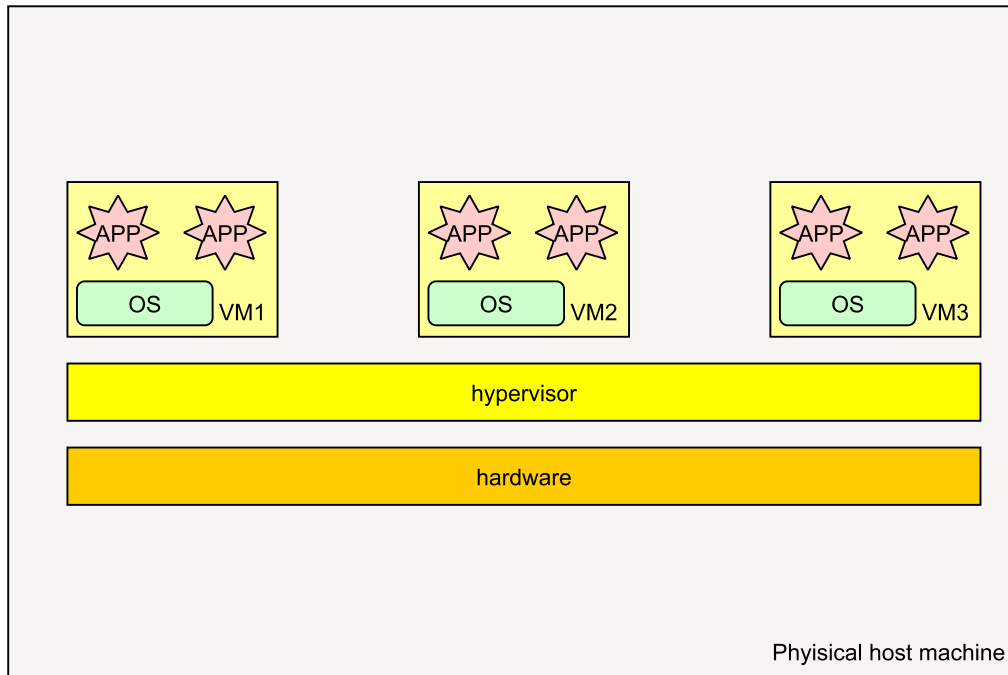 APP APP APP APP APP APP
OS VM1 OS VM2 OS VM3
hypervisor
hardware
Phyisical host machine